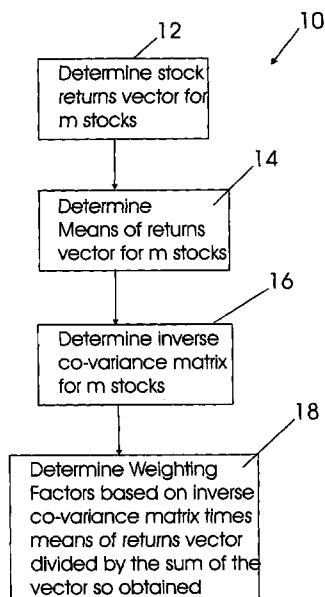 10
12
Determine stock
returns vector for
m stocks
14
Determine
Means of returns
vector for m stocks
16
Determine inverse
co-variance matrix
for m stocks
18
Determine Weighting
Factors based on inverse
co-variance matrix times
means of returns vector
divided by the sum of the
vector so obtained